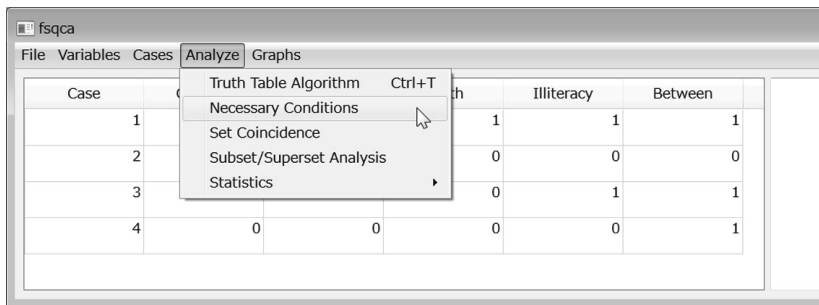 fsqca
File Variables Cases Analyze Graphs
Truth Table Algorithm Ctrl+T
Necessary Conditions
Set Coincidence
Subset/Superset Analysis
Statistics
Case Illiteracy Between
1 1 1 1
2 0 0 0
3 0 1 1
4 0 0 0 0 1